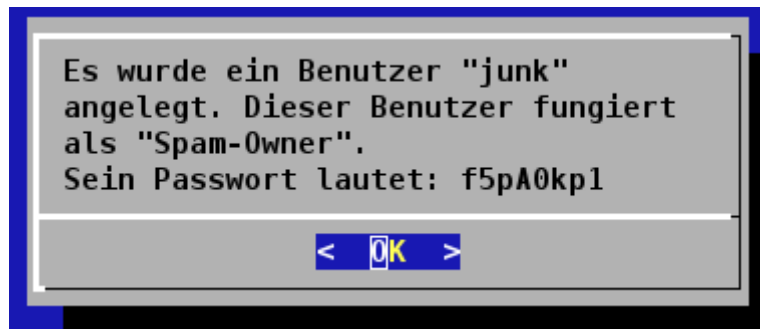 Es wurde ein Benutzer "junk"
angelegt. Dieser Benutzer fungiert
als "Spam-Owner".
Sein Passwort lautet: f5pA0kp1
< OK >